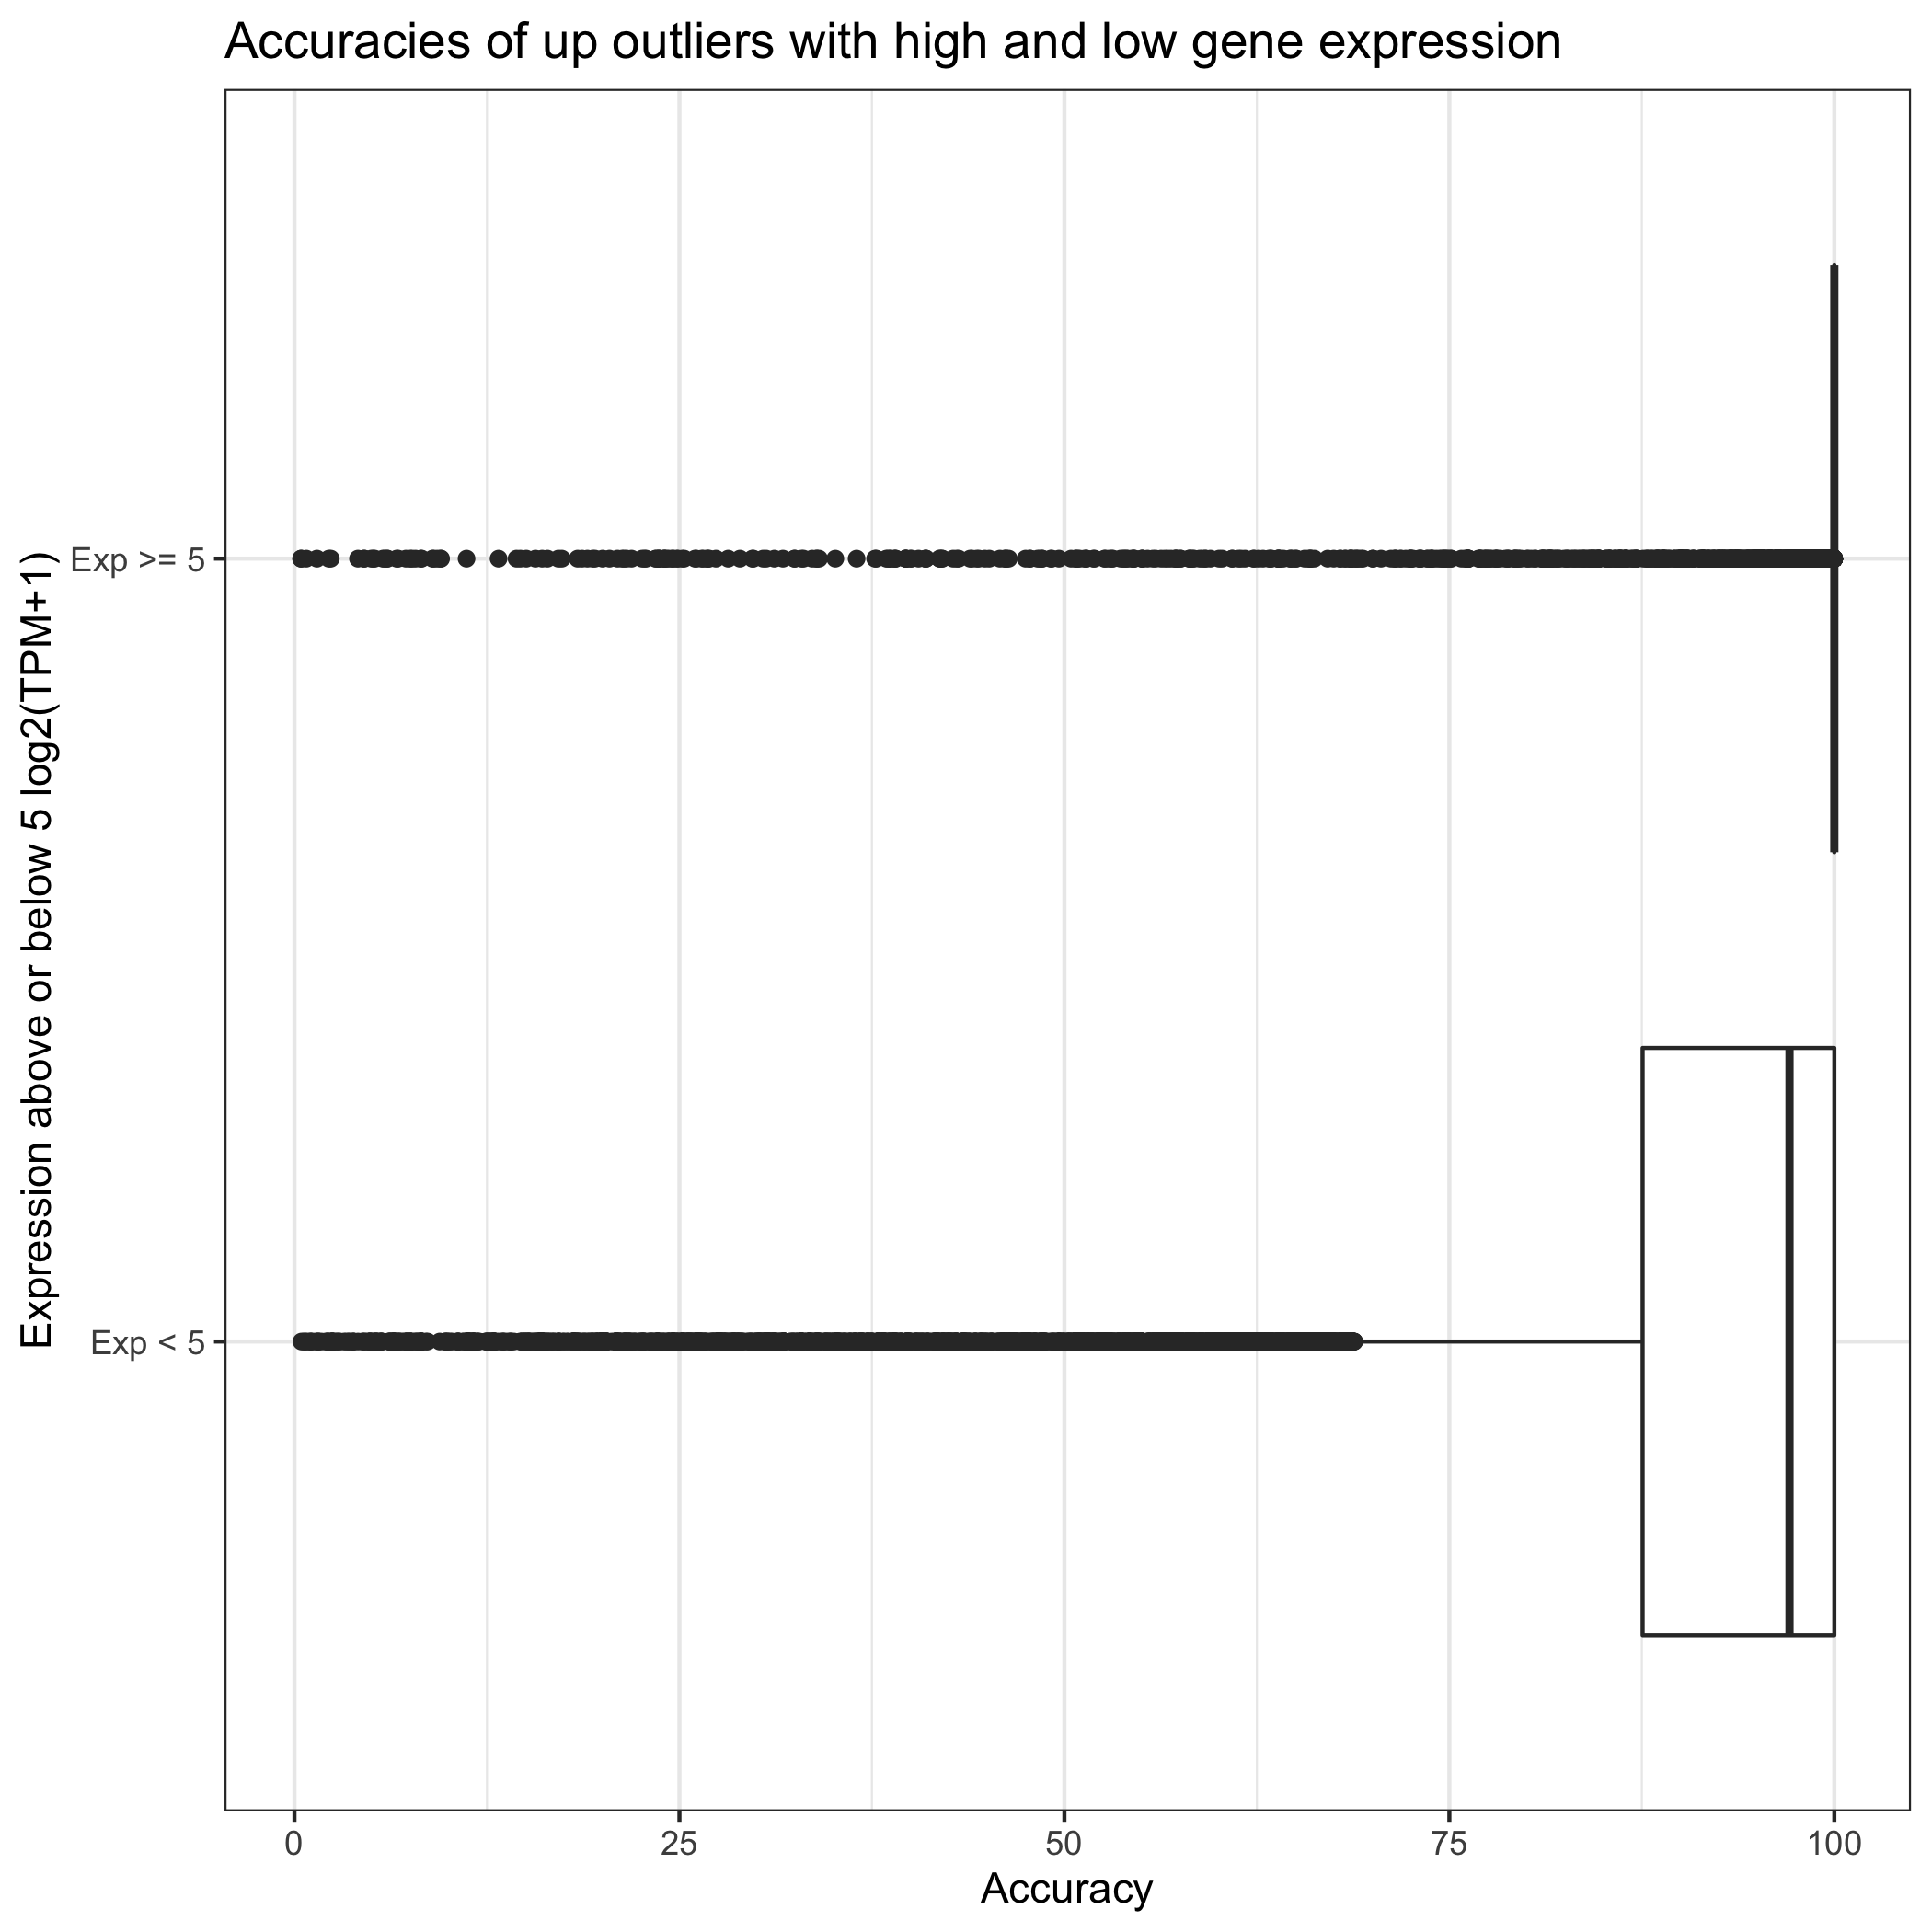 Accuracies of up outliers with high and low gene expression
Expression above or below 5 log2(TPM+1)
Exp >= 5
Exp < 5
0 25 50 75 100
Accuracy